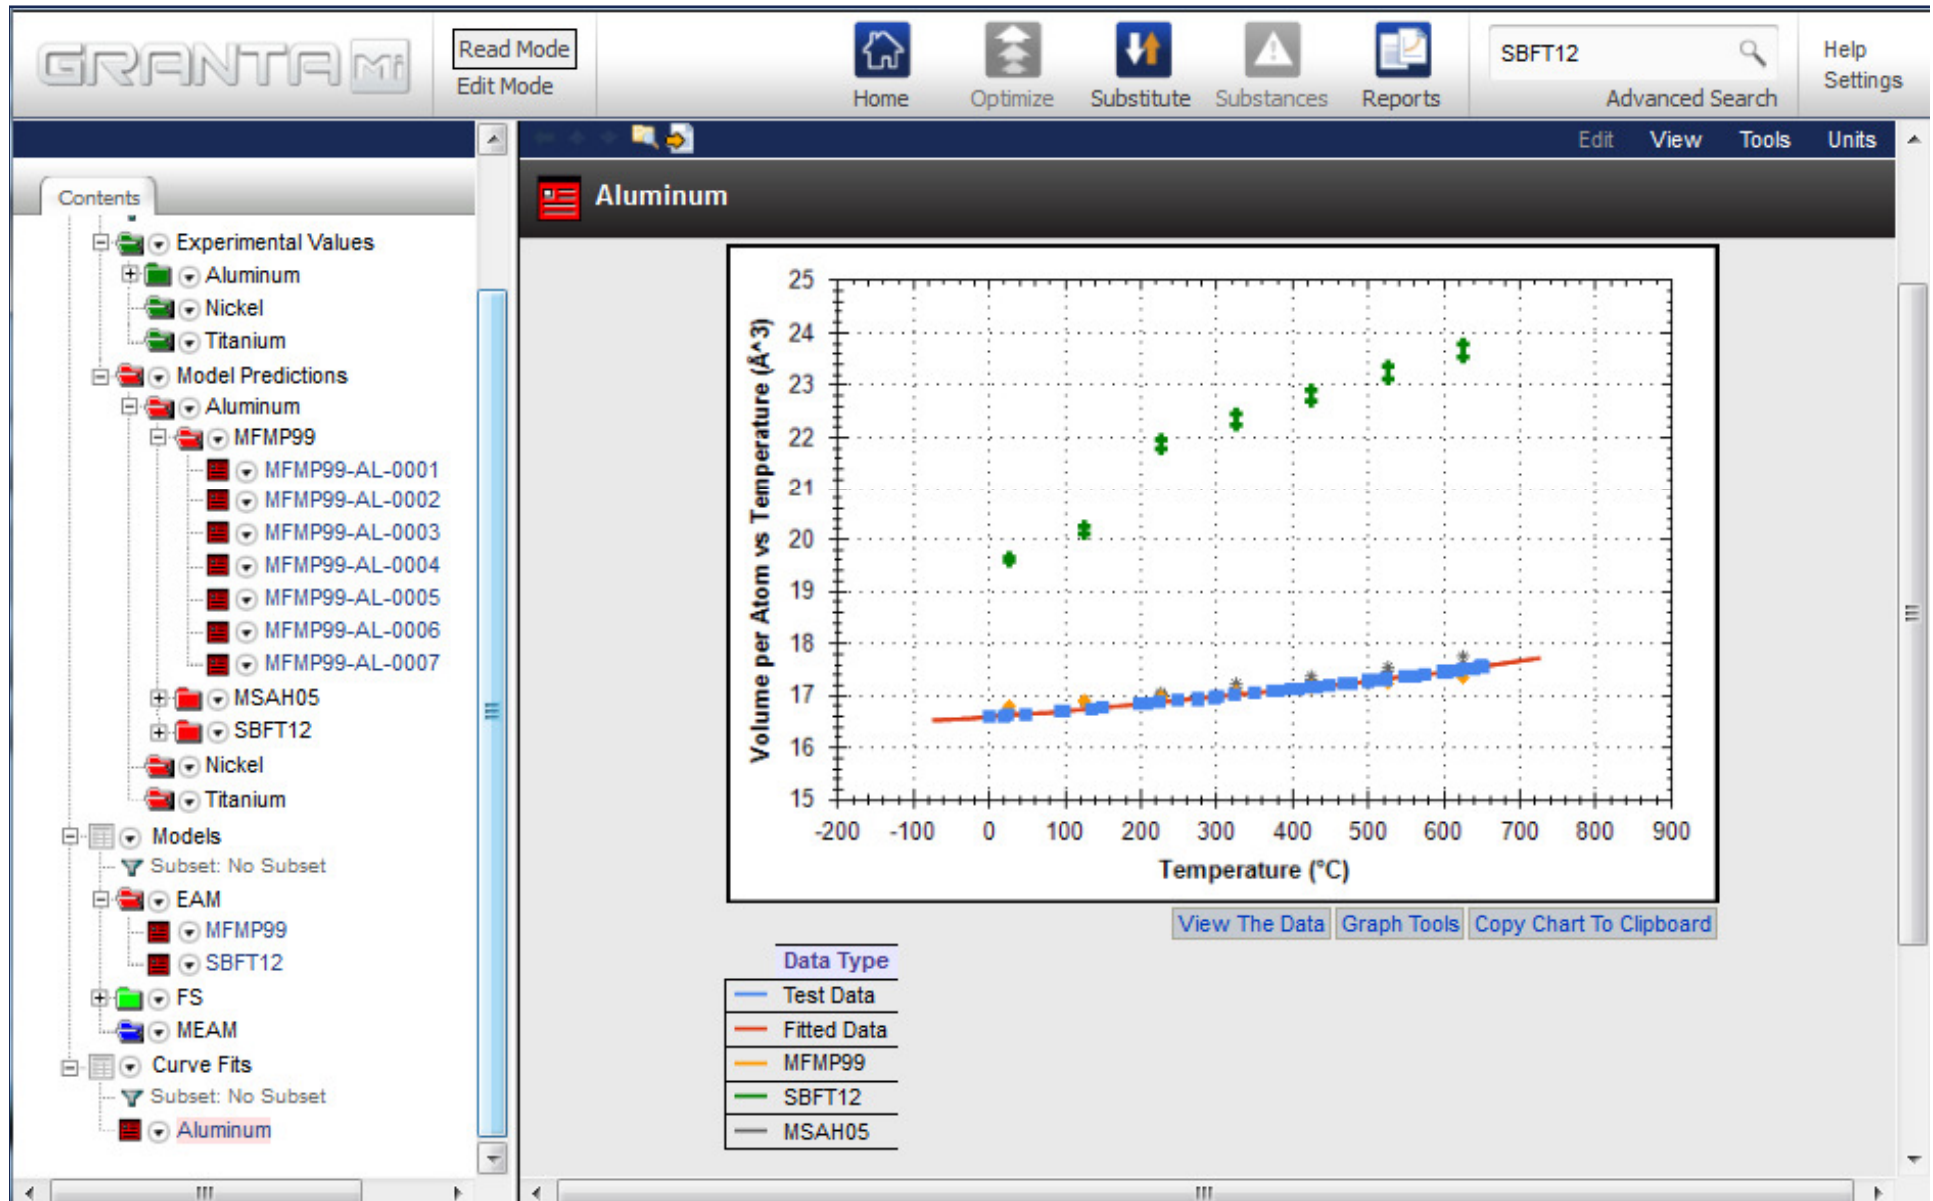 GRANTA Mi
Read Mode
Edit Mode
Home
Optimize
Substitute
Substances
Reports
SBFT12
Advanced Search
Help
Settings
Edit View Tools Units
Contents
Experimental Values
Aluminum
Nickel
Titanium
Model Predictions
Aluminum
MFMP99
MFMP99-AL-0001
MFMP99-AL-0002
MFMP99-AL-0003
MFMP99-AL-0004
MFMP99-AL-0005
MFMP99-AL-0006
MFMP99-AL-0007
MSAH05
SBFT12
Nickel
Titanium
Models
Subset: No Subset
EAM
MFMP99
SBFT12
FS
MEAM
Curve Fits
Subset: No Subset
Aluminum
Aluminum
Volume per Atom vs Temperature (Å^3)
25
24
23
22
21
20
19
18
17
16
15
-200 -100 0 100 200 300 400 500 600 700 800 900
Temperature (°C)
View The Data Graph Tools Copy Chart To Clipboard
Data Type
Test Data
Fitted Data
MFMP99
SBFT12
MSAH05